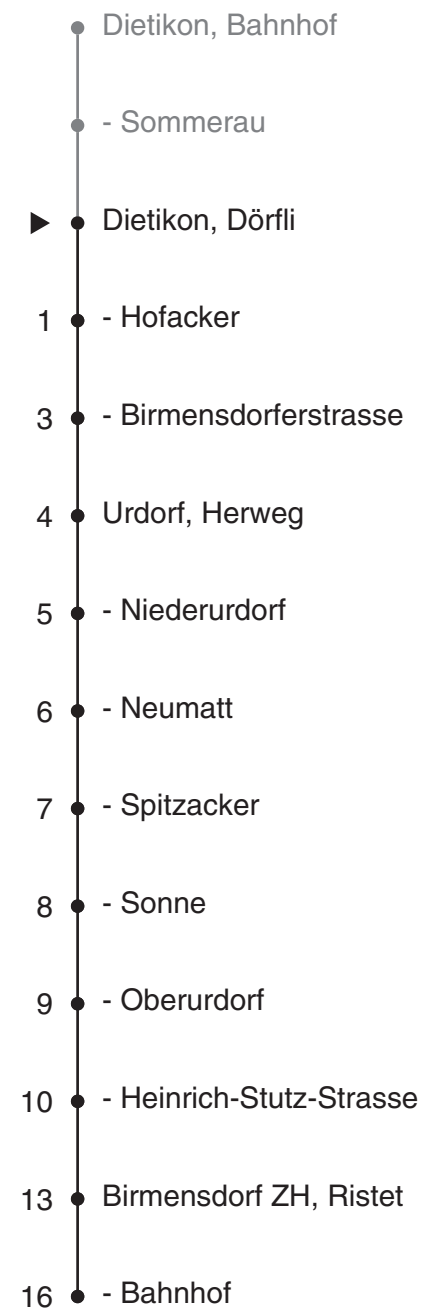 Dietikon, Bahnhof
- Sommerau
Dietikon, Dörfli
1 - Hofacker
3 - Birmensdorferstrasse
4 Urdorf, Herweg
5 - Niederurdorf
6 - Neumatt
7 - Spitzacker
8 - Sonne
9 - Oberurdorf
10 - Heinrich-Stutz-Strasse
13 Birmensdorf ZH, Ristet
16 - Bahnhof